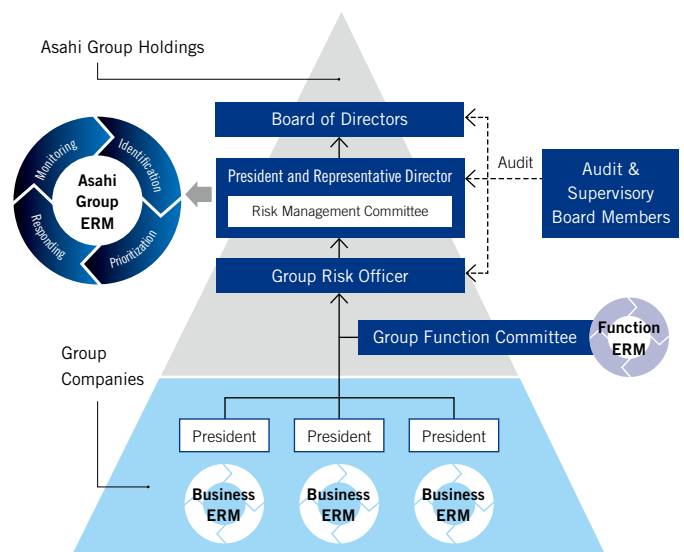 Asahi Group Holdings
Board of Directors
Monitoring
Identification
Asahi
Group
ERM
Responding
Prioritization
President and Representative Director
Risk Management Committee
Audit
Audit &
Supervisory
Board Members
Group Risk Officer
Group Function Committee
Function
ERM
Group
Companies
President
President
President
Business
ERM
Business
ERM
Business
ERM